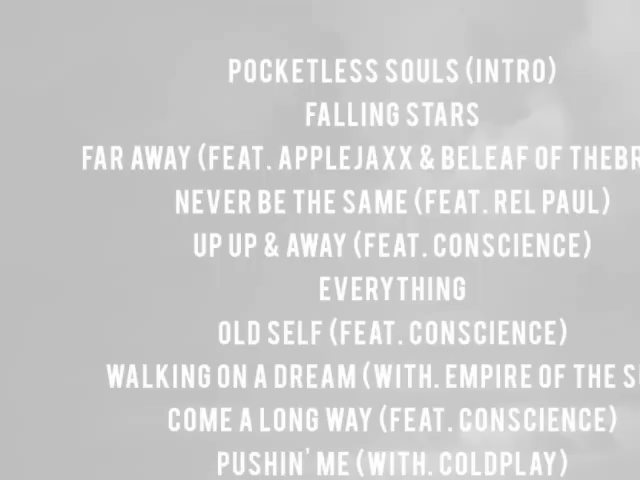 POCKETLESS SOULS (INTRO)
FALLING STARS
FAR AWAY (FEAT. APPLEJAXX & BELEAF OF THEBR
NEVER BE THE SAME (FEAT. REL PAUL)
UP UP & AWAY (FEAT. CONSCIENCE)
EVERYTHING
OLD SELF (FEAT. CONSCIENCE)
WALKING ON A DREAM (WITH. EMPIRE OF THE
COME A LONG WAY (FEAT. CONSCIENCE)
PUSHIN' ME (WITH. COLDPLAY)